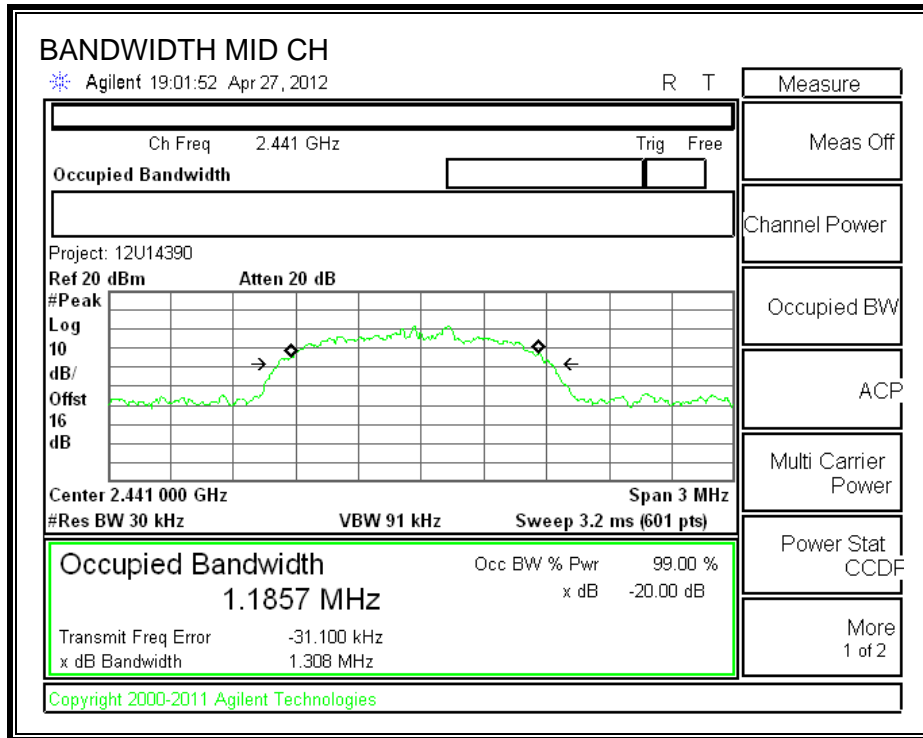 BANDWIDTH MID CH
Agilent 19:01:52 Apr 27, 2012 R T
Measure
Ch Freq 2.441 GHz Trig Free
Meas Off
Occupied Bandwidth
Channel Power
Project: 12U14390
Ref 20 dBm Atten 20 dB
#Peak
Log
10
dB/
Offst
16
dB
Occupied BW
ACP
Multi Carrier
Power
Center 2.441 000 GHz Span 3 MHz
#Res BW 30 kHz VBW 91 kHz Sweep 3.2 ms (601 pts)
Power Stat
CCDF
Occupied Bandwidth Occ BW % Pwr 99.00 %
1.1857 MHz x dB -20.00 dB
Transmit Freq Error -31.100 kHz
x dB Bandwidth 1.308 MHz
More
1 of 2
Copyright 2000-2011 Agilent Technologies